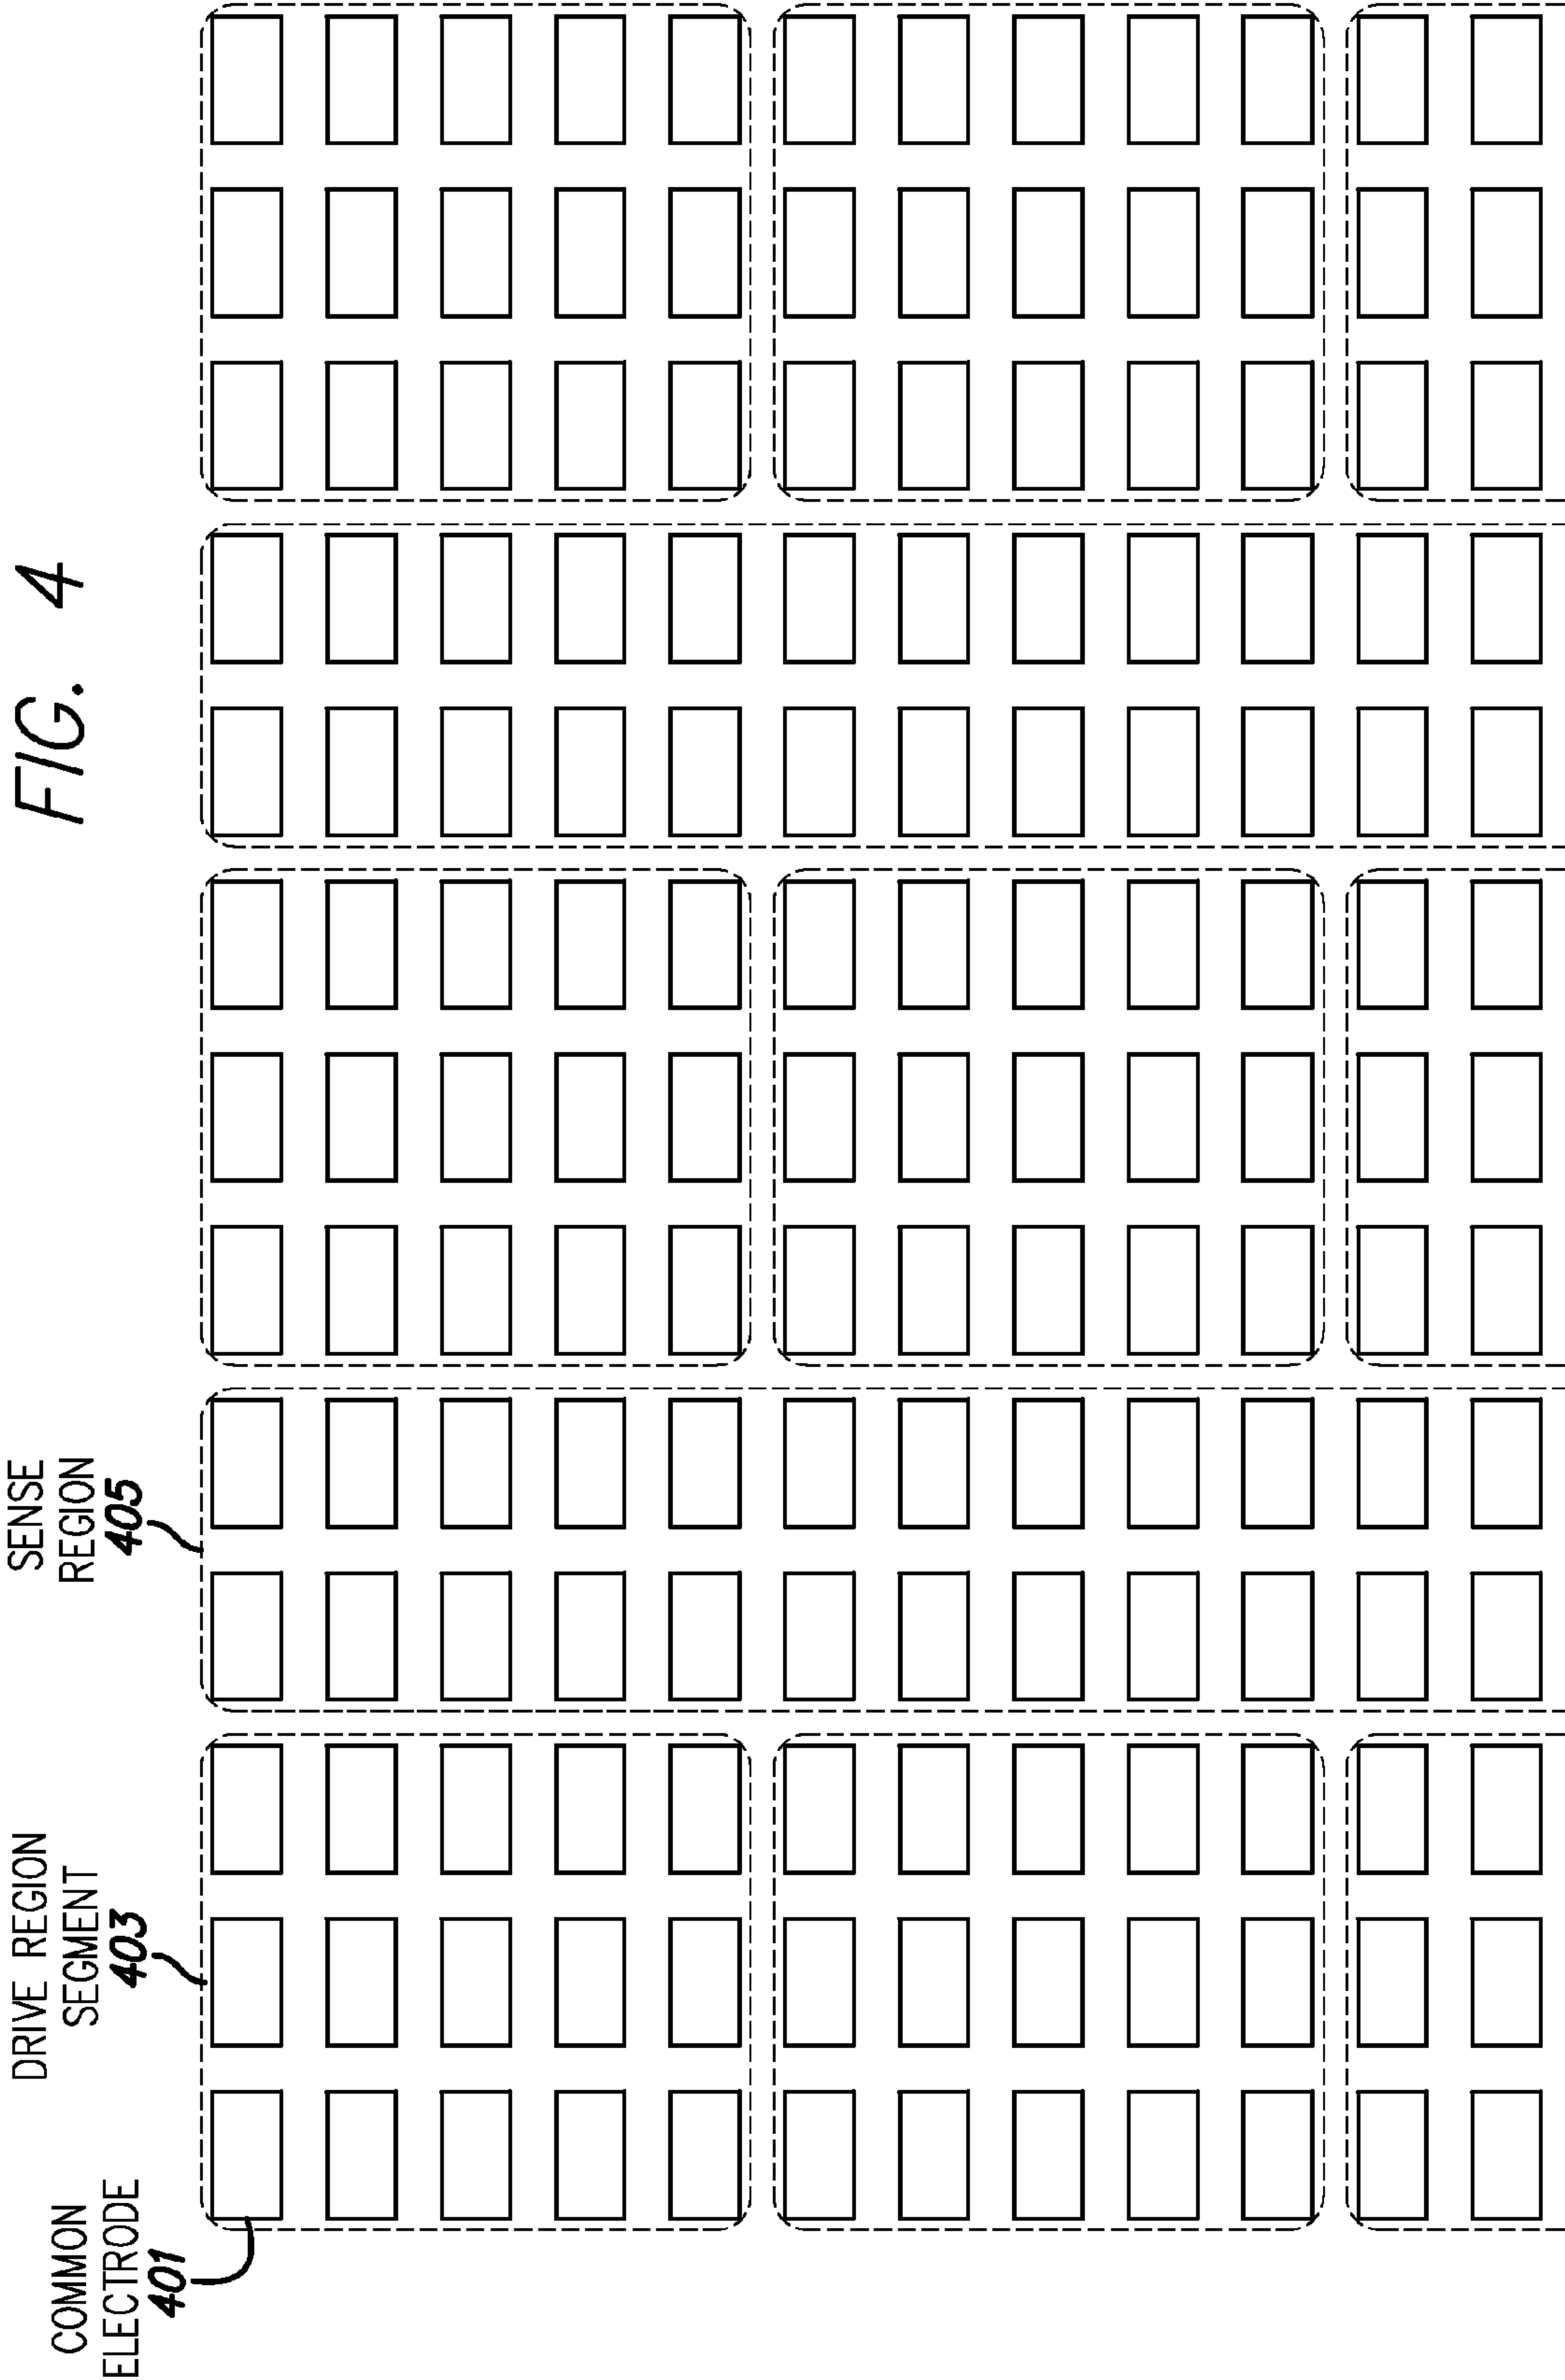 FIG. 4
COMMON
ELECTRODE
401
DRIVE REGION
SEGMENT
403
SENSE
REGION
405